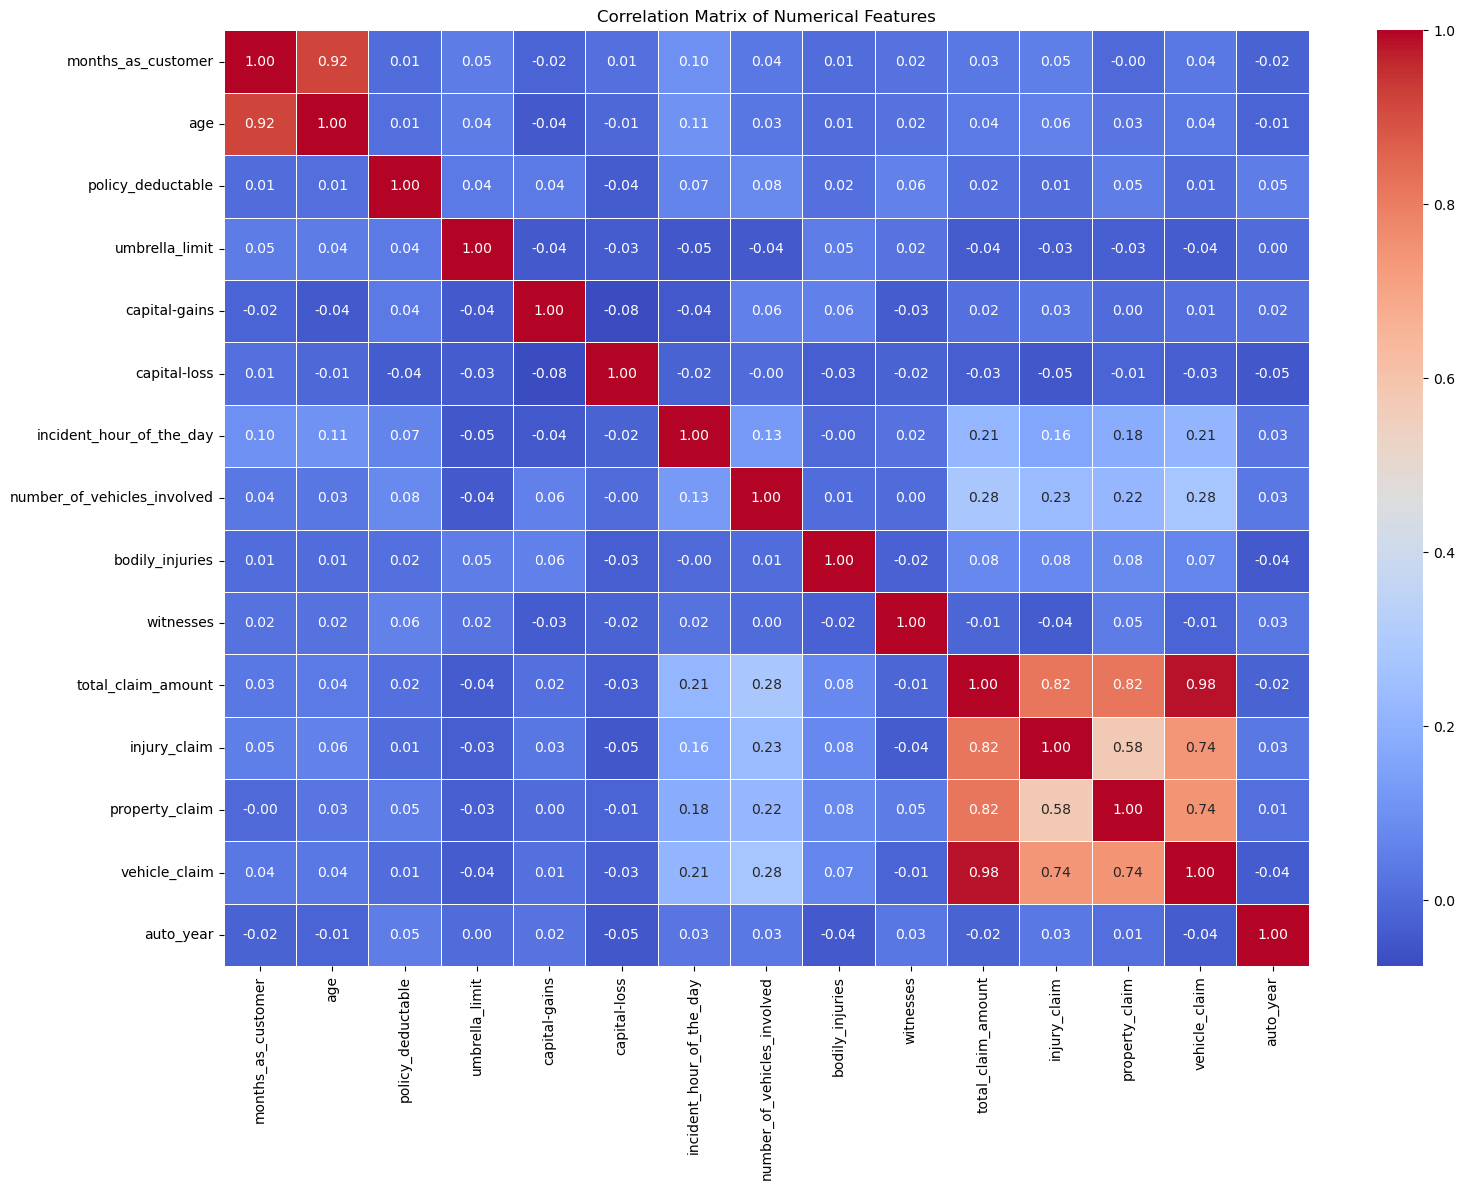 Correlation Matrix of Numerical Features
months_as_customer 1.00 0.92 0.01 0.05 -0.02 0.01 0.10 0.04 0.01 0.02 0.03 0.05 -0.00 0.04 -0.02
age 0.92 1.00 0.01 0.04 -0.04 -0.01 0.11 0.03 0.01 0.02 0.04 0.06 0.03 0.04 -0.01
policy_deductable 0.01 0.01 1.00 0.04 0.04 -0.04 0.07 0.08 0.02 0.06 0.02 0.01 0.05 0.01 0.05
umbrella_limit 0.05 0.04 0.04 1.00 -0.04 -0.03 -0.05 -0.04 0.05 0.02 -0.04 -0.03 -0.03 -0.04 0.00
capital-gains -0.02 -0.04 0.04 -0.04 1.00 -0.08 -0.04 0.06 0.06 -0.03 0.02 0.03 0.00 0.01 0.02
capital-loss 0.01 -0.01 -0.04 -0.03 -0.08 1.00 -0.02 -0.00 -0.03 -0.02 -0.03 -0.05 -0.01 -0.03 -0.05
incident_hour_of_the_day 0.10 0.11 0.07 -0.05 -0.04 -0.02 1.00 0.13 -0.00 0.02 0.21 0.16 0.18 0.21 0.03
number_of_vehicles_involved 0.04 0.03 0.08 -0.04 0.06 -0.00 0.13 1.00 0.01 0.00 0.28 0.23 0.22 0.28 0.03
bodily_injuries 0.01 0.01 0.02 0.05 0.06 -0.03 -0.00 0.01 1.00 -0.02 0.08 0.08 0.08 0.07 -0.04
witnesses 0.02 0.02 0.06 0.02 -0.03 -0.02 0.02 0.00 -0.02 1.00 -0.01 -0.04 0.05 -0.01 0.03
total_claim_amount 0.03 0.04 0.02 -0.04 0.02 -0.03 0.21 0.28 0.08 -0.01 1.00 0.82 0.82 0.98 -0.02
injury_claim 0.05 0.06 0.01 -0.03 0.03 -0.05 0.16 0.23 0.08 -0.04 0.82 1.00 0.58 0.74 0.03
property_claim -0.00 0.03 0.05 -0.03 0.00 -0.01 0.18 0.22 0.08 0.05 0.82 0.58 1.00 0.74 0.01
vehicle_claim 0.04 0.04 0.01 -0.04 0.01 -0.03 0.21 0.28 0.07 -0.01 0.98 0.74 0.74 1.00 -0.04
auto_year -0.02 -0.01 0.05 0.00 0.02 -0.05 0.03 0.03 -0.04 0.03 -0.02 0.03 0.01 -0.04 1.00
months_as_customer
age
policy_deductable
umbrella_limit
capital-gains
capital-loss
incident_hour_of_the_day
number_of_vehicles_involved
bodily_injuries
witnesses
total_claim_amount
injury_claim
property_claim
vehicle_claim
auto_year
1.0
0.8
0.6
0.4
0.2
0.0